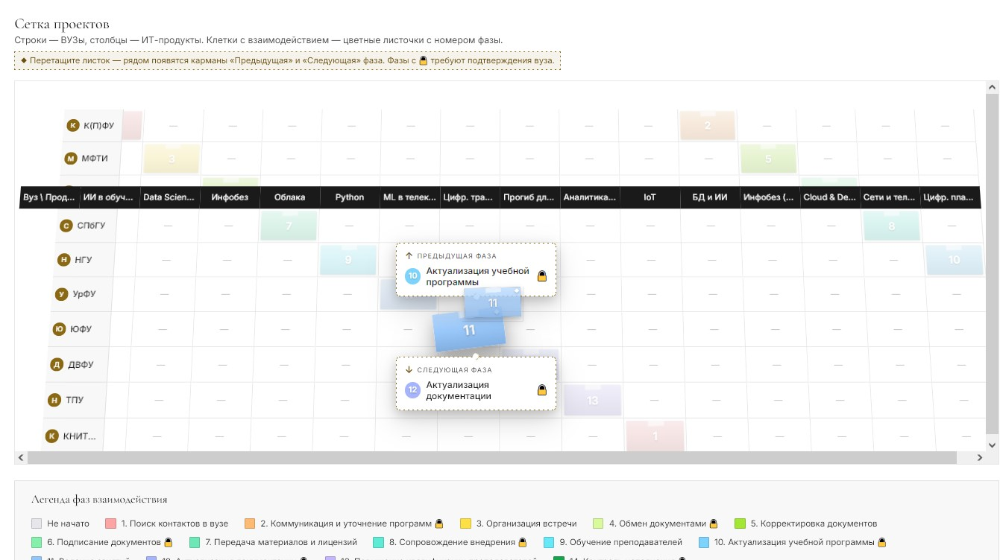 Сетка проектов
Строки — ВУЗы, столбцы — ИТ-продукты. Клетки с взаимодействием — цветные листочки с номером фазы.
◆ Перетащите листок — рядом появятся карманы «Предыдущая» и «Следующая» фаза. Фазы с 🔒 требуют подтверждения вуза.
К К(П)ФУ — — — — — — — — — 2 — — — —
М МФТИ 3 — — — — — — — — — 5 — — —
Вуз \ Прод... ИИ в обуч... Data Scien... Инфобез Облака Python ML в телек... Цифр. тра... Прогиб дл... Аналитика... IoT БД и ИИ Инфобез (... Cloud & De... Сети и тел... Цифр. пла...
С СПбГУ — — 7 — — — — — — — — — 8 —
Н НГУ — — — 9 — — — — — — — 10
У УрФУ — — — — — — — — — — —
Ю ЮФУ — — — — — — — — — — — — —
Д ДВФУ — — — — — — — — — — —
Н ТПУ — — — — — 13 — — — — — —
К КНИТ... — — — — — — — — 1 — — — — —
↑ ПРЕДЫДУЩАЯ ФАЗА
10 Актуализация учебной
программы
11
11
↓ СЛЕДУЮЩАЯ ФАЗА
12 Актуализация
документации
Легенда фаз взаимодействия
Не начато 1. Поиск контактов в вузе 2. Коммуникация и уточнение программ 🔒 3. Организация встречи 4. Обмен документами 🔒 5. Корректировка документов
6. Подписание документов 🔒 7. Передача материалов и лицензий 8. Сопровождение внедрения 🔒 9. Обучение преподавателей 10. Актуализация учебной программы 🔒